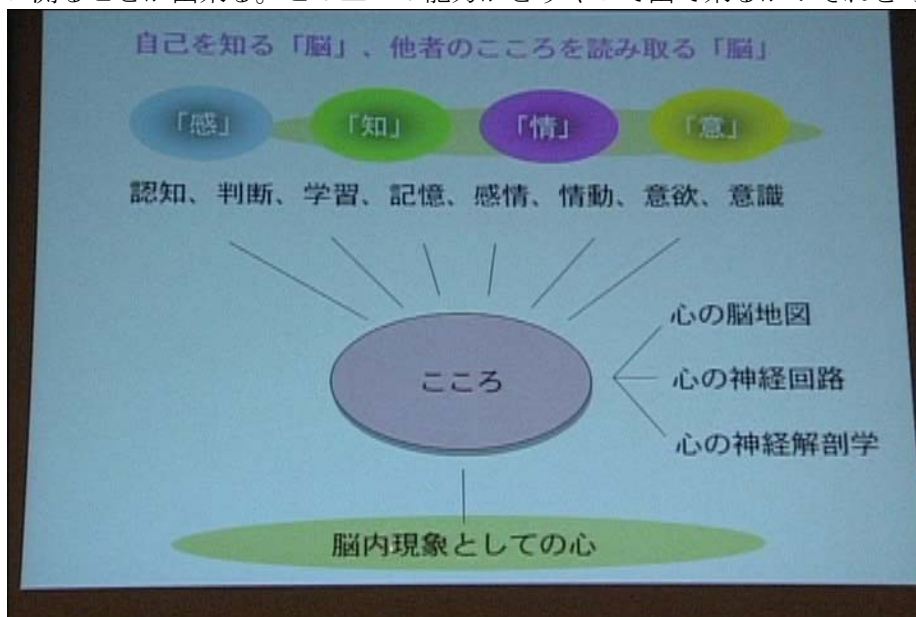 自己を知る「脳」、他者のこころを読み取る「脳」
「感」 「知」 「情」 「意」
認知、判断、学習、記憶、感情、情動、意欲、意識
こころ
心の脳地図
心の神経回路
心の神経解剖学
脳内現象としての心